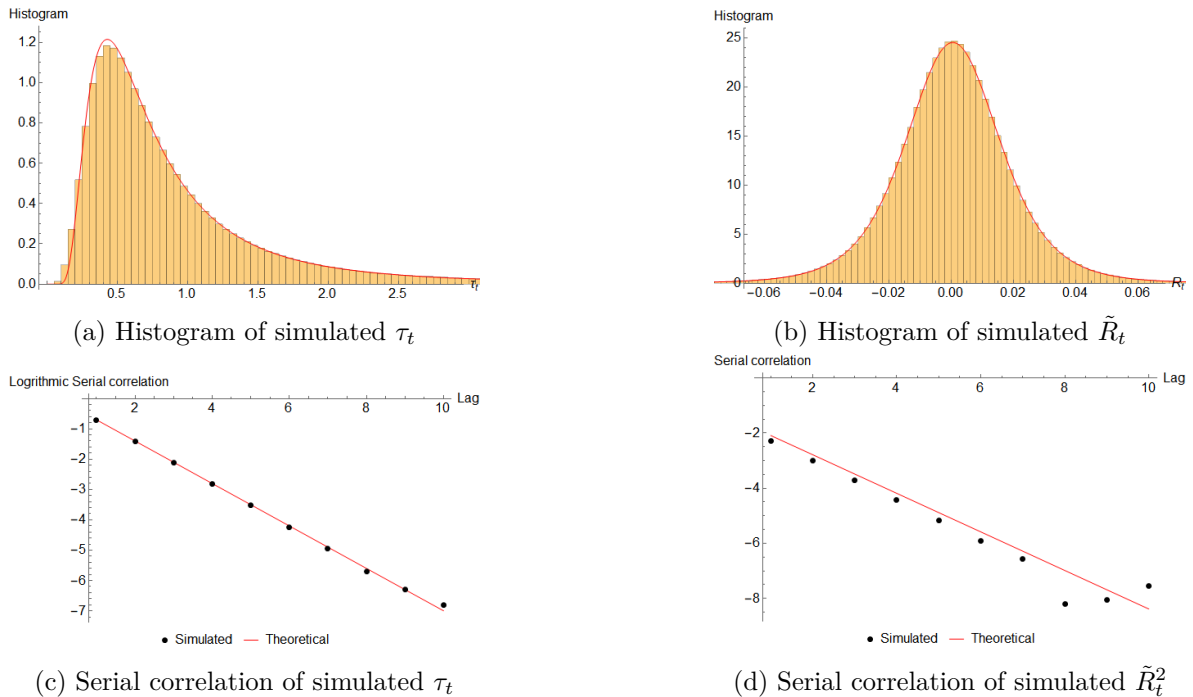 Histogram
1.2
1.0
0.8
0.6
0.4
0.2
0.0
0.5 1.0 1.5 2.0 2.5
τₜ
(a) Histogram of simulated τₜ
Histogram
25
20
15
10
5
0
−0.06 −0.04 −0.02 0.00 0.02 0.04 0.06
Rₜ
(b) Histogram of simulated R̃ₜ
Logrithmic Serial correlation
2 4 6 8 10 Lag
−1
−2
−3
−4
−5
−6
−7
Simulated Theoretical
(c) Serial correlation of simulated τₜ
Serial correlation
2 4 6 8 10 Lag
−2
−4
−6
−8
Simulated Theoretical
(d) Serial correlation of simulated R̃ₜ²